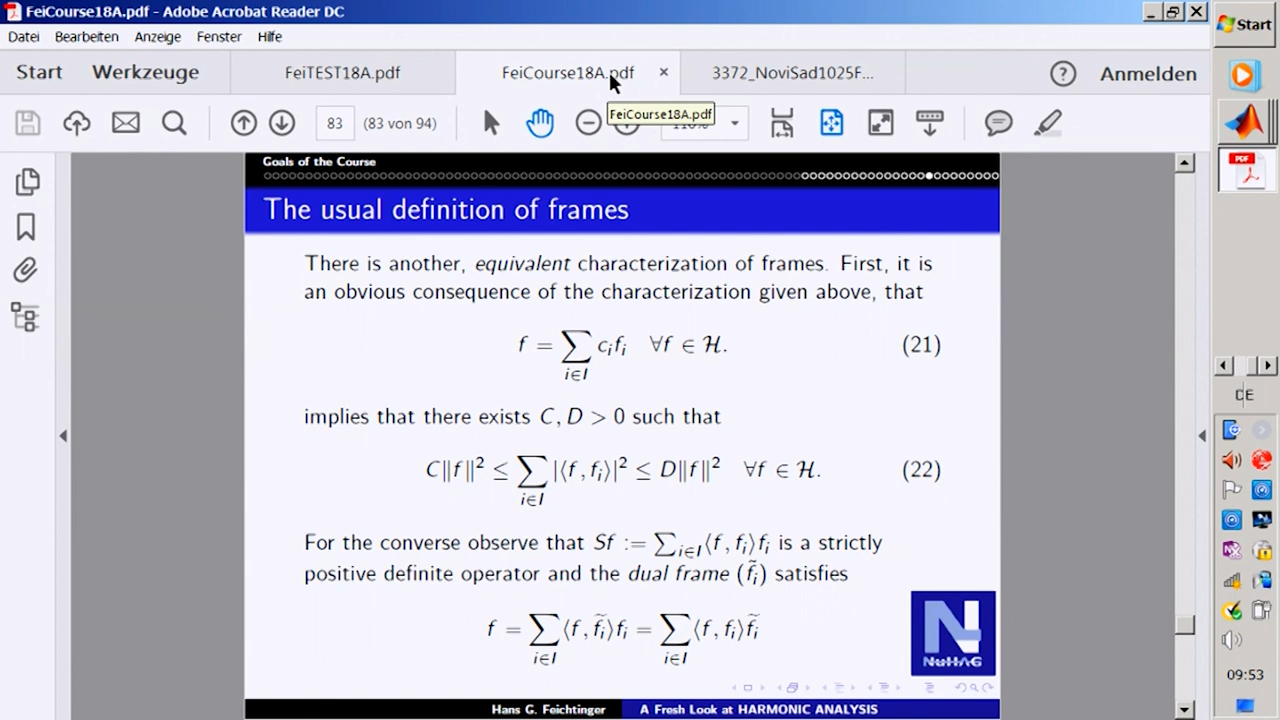 FeiCourse18A.pdf - Adobe Acrobat Reader DC
Datei Bearbeiten Anzeige Fenster Hilfe
Start Werkzeuge FeiTEST18A.pdf FeiCourse18A.pdf × 3372_NoviSad1025F... ? Anmelden
83 (83 von 94)
FeiCourse18A.pdf
Goals of the Course
The usual definition of frames
There is another, equivalent characterization of frames. First, it is
an obvious consequence of the characterization given above, that
f = ∑_{i∈I} c_i f_i ∀f ∈ H. (21)
implies that there exists C, D > 0 such that
C‖f‖² ≤ ∑_{i∈I} |⟨f, f_i⟩|² ≤ D‖f‖² ∀f ∈ H. (22)
For the converse observe that Sf := ∑_{i∈I}⟨f, f_i⟩f_i is a strictly
positive definite operator and the dual frame (f̃_i) satisfies
f = ∑_{i∈I} ⟨f, f̃_i⟩f_i = ∑_{i∈I} ⟨f, f_i⟩f̃_i
NuHAG
Hans G. Feichtinger A Fresh Look at HARMONIC ANALYSIS
Start
PDF
DE
09:53